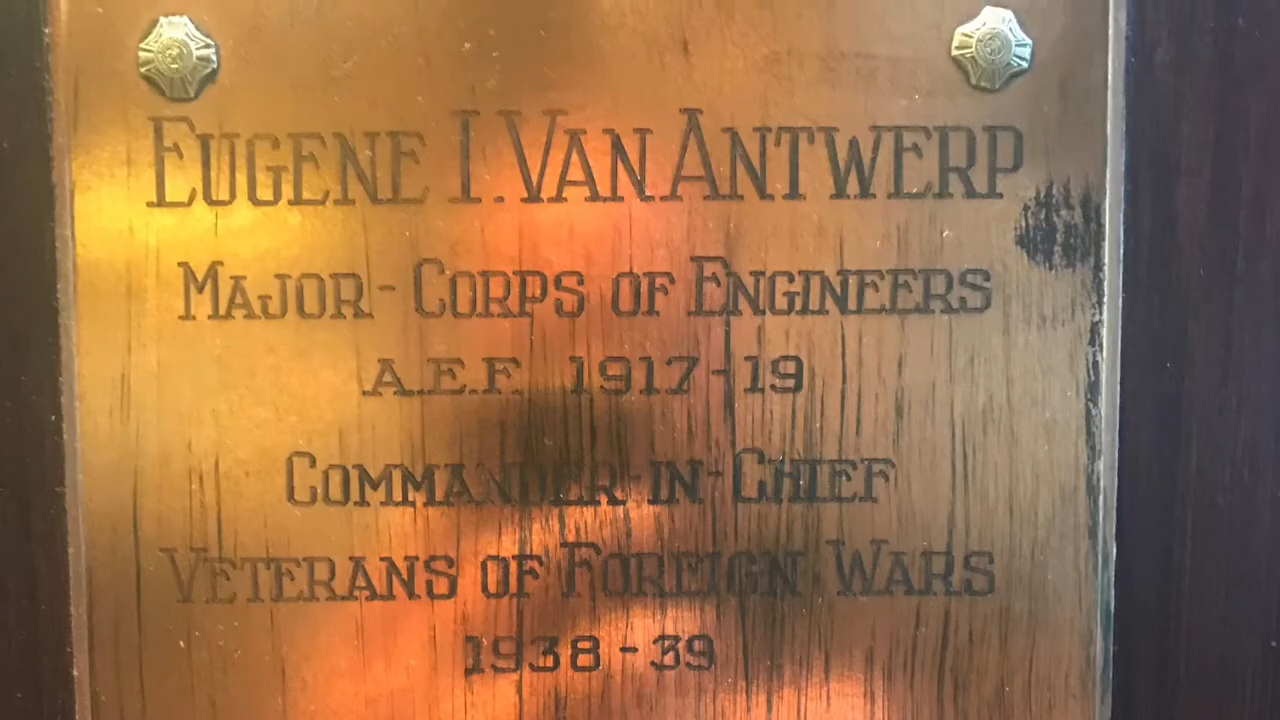 EUGENE I. VAN ANTWERP
MAJOR - CORPS OF ENGINEERS
A.E.F. 1917-19
COMMANDER-IN-CHIEF
VETERANS OF FOREIGN WARS
1938-39